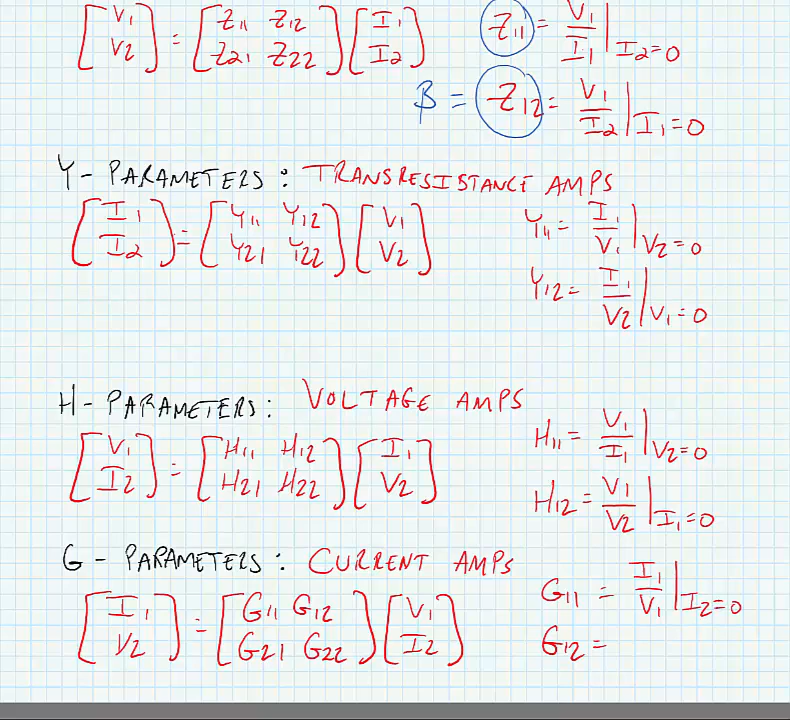 [V1 V2] = [Z11 Z12 Z21 Z22] [I1 I2]
Z11 = V1/I1 | I2=0
β = Z12 = V1/I2 | I1=0
Y- PARAMETERS : TRANSRESISTANCE AMPS
[I1 I2] = [Y11 Y12 Y21 Y22] [V1 V2]
Y11 = I1/V1 | V2=0
Y12 = I1/V2 | V1=0
H- PARAMETERS: VOLTAGE AMPS
[V1 I2] = [H11 H12 H21 H22] [I1 V2]
H11 = V1/I1 | V2=0
H12 = V1/V2 | I1=0
G - PARAMETERS : CURRENT AMPS
[I1 V2] = [G11 G12 G21 G22] [V1 I2]
G11 = I1/V1 | I2=0
G12 =